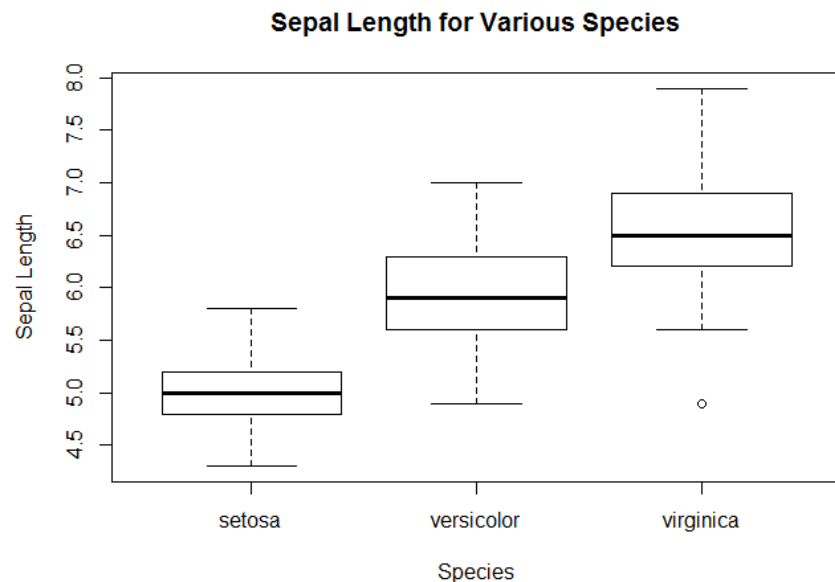 Sepal Length for Various Species
Sepal Length
8.0
7.5
7.0
6.5
6.0
5.5
5.0
4.5
setosa versicolor virginica
Species